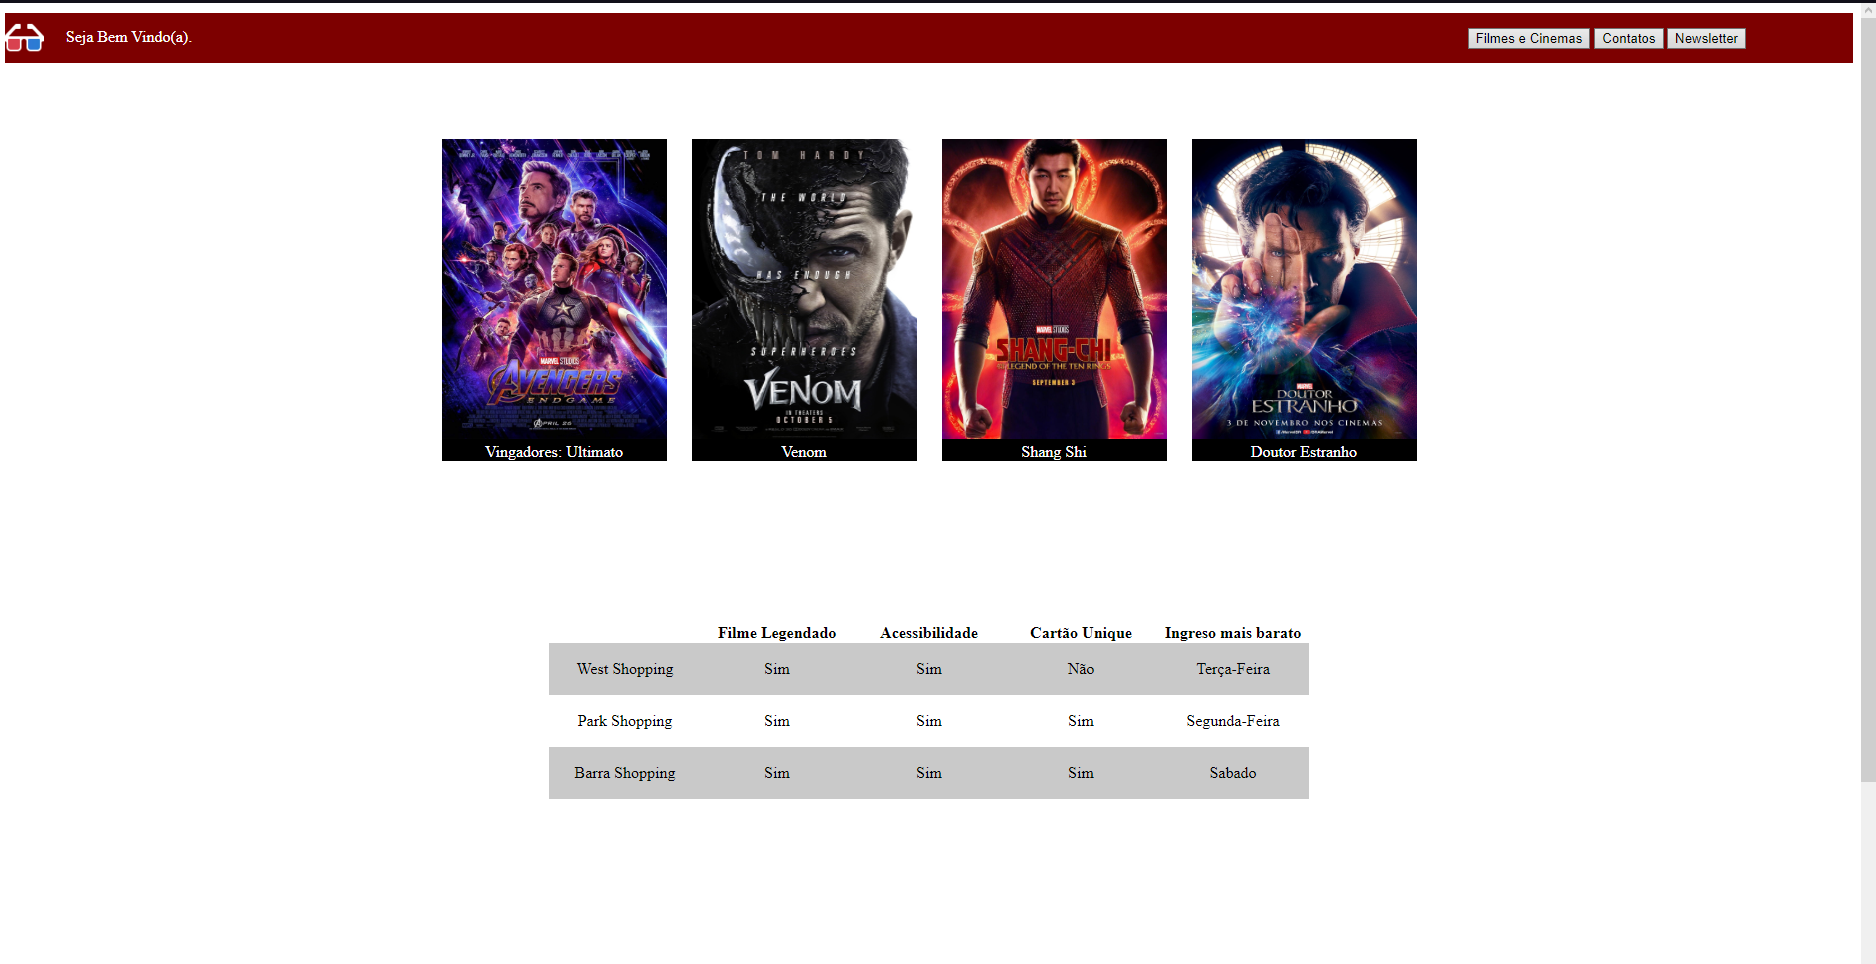 Seja Bem Vindo(a).
Filmes e Cinemas Contatos Newsletter
MARVEL STUDIOS
AVENGERS
ENDGAME
APRIL 26
Vingadores: Ultimato
TOM HARDY
THE WORLD
HAS ENOUGH
SUPERHEROES
VENOM
IN THEATERS
OCTOBER 5
Venom
MARVEL STUDIOS
SHANG-CHI
LEGEND OF THE TEN RINGS
SEPTEMBER 3
Shang Shi
MARVEL
DOUTOR
ESTRANHO
3 DE NOVEMBRO NOS CINEMAS
Doutor Estranho
Filme Legendado Acessibilidade Cartão Unique Ingreso mais barato
West Shopping Sim Sim Não Terça-Feira
Park Shopping Sim Sim Sim Segunda-Feira
Barra Shopping Sim Sim Sim Sabado